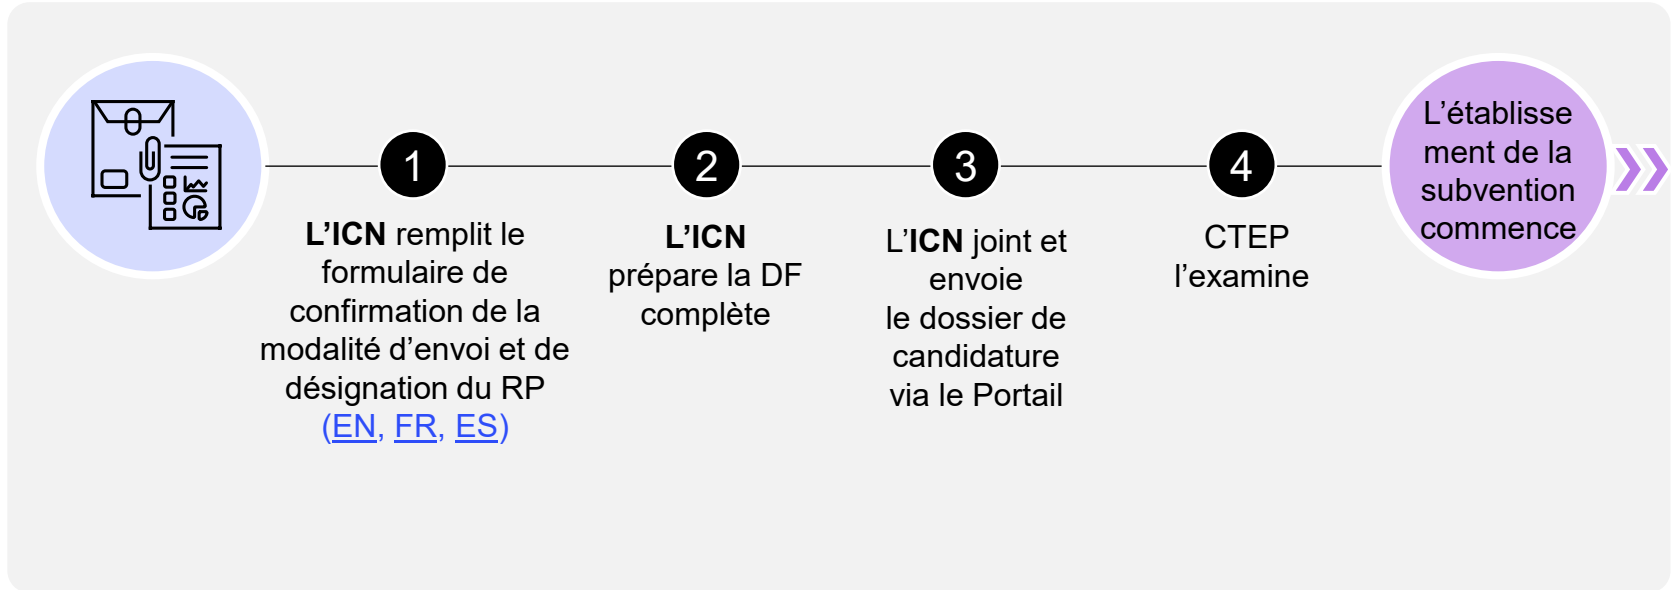 1
L’ICN remplit le
formulaire de
confirmation de la
modalité d’envoi et de
désignation du RP
(EN, FR, ES)
2
L’ICN
prépare la DF
complète
3
L’ICN joint et
envoie
le dossier de
candidature
via le Portail
4
CTEP
l’examine
L’établisse
ment de la
subvention
commence